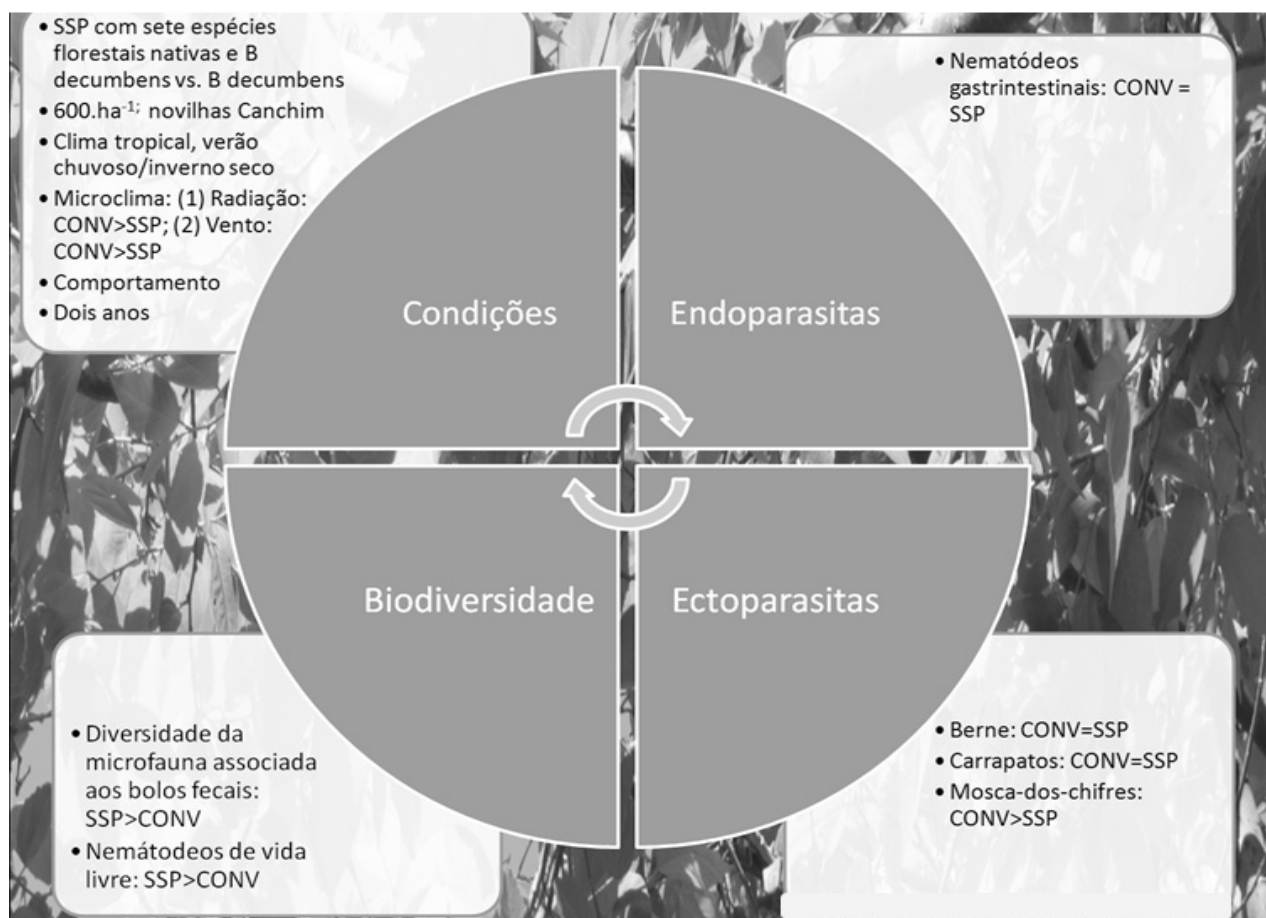 • SSP com sete espécies
florestais nativas e B
decumbens vs. B decumbens
• 600.ha-1; novilhas Canchim
• Clima tropical, verão
chuvoso/inverno seco
• Microclima: (1) Radiação:
CONV>SSP; (2) Vento:
CONV>SSP
• Comportamento
• Dois anos
• Nematódeos
gastrintestinais: CONV =
SSP
Condições
Endoparasitas
Biodiversidade
Ectoparasitas
• Diversidade da
microfauna associada
aos bolos fecais:
SSP>CONV
• Nemátodeos de vida
livre: SSP>CONV
• Berne: CONV=SSP
• Carrapatos: CONV=SSP
• Mosca-dos-chifres:
CONV>SSP